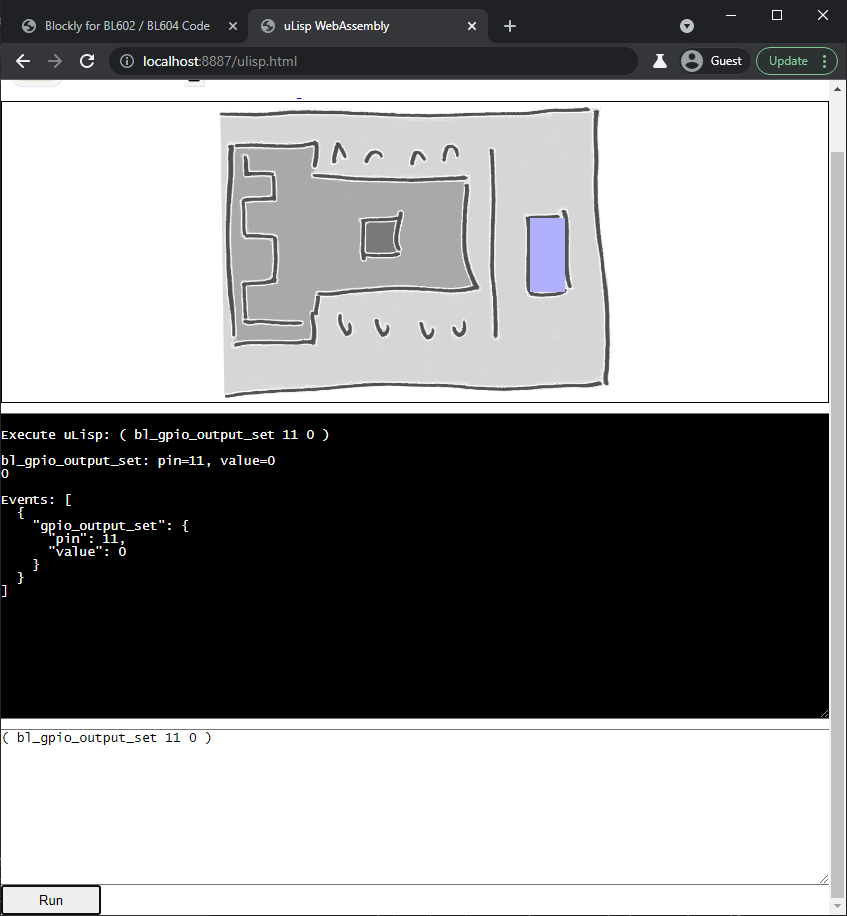 Blockly for BL602 / BL604 Code
uLisp WebAssembly
localhost:8887/ulisp.html
Guest
Update
Execute uLisp: ( bl_gpio_output_set 11 0 )
bl_gpio_output_set: pin=11, value=0
0
Events: [
  {
    "gpio_output_set": {
      "pin": 11,
      "value": 0
    }
  }
]
( bl_gpio_output_set 11 0 )
Run